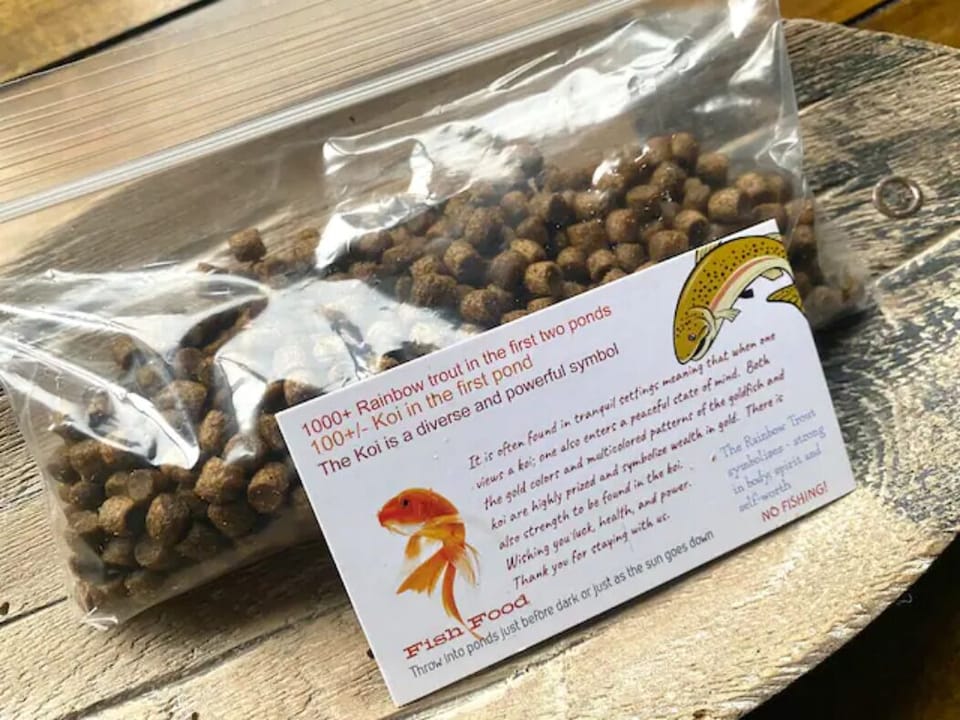 1000+ Rainbow trout in the first two ponds
100+/- Koi in the first pond
The Koi is a diverse and powerful symbol
It is often found in tranquil settings meaning that when one
views a koi; one also enters a peaceful state of mind. Both
the gold colors and multicolored patterns of the goldfish and
koi are highly prized and symbolize wealth in gold. There is
also strength to be found in the koi.
Wishing you luck, health, and power.
Thank you for staying with us.
The Rainbow Trout
symbolizes - strong
in body, spirit and
self-worth
NO FISHING!
Fish Food
Throw into ponds just before dark or just as the sun goes down